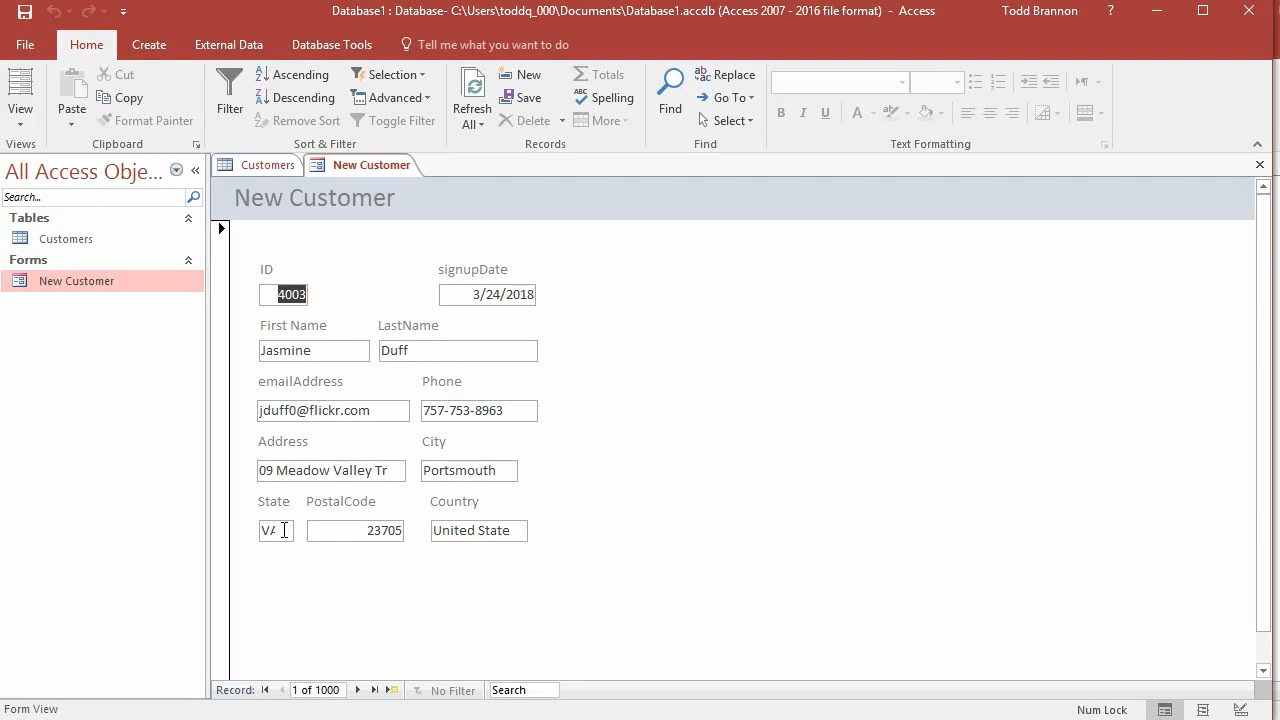 Database1 : Database- C:\Users\toddq_000\Documents\Database1.accdb (Access 2007 - 2016 file format) - Access
Todd Brannon
?
File
Home
Create
External Data
Database Tools
Tell me what you want to do
View
Views
Paste
Cut
Copy
Format Painter
Clipboard
Filter
Ascending
Descending
Remove Sort
Selection
Advanced
Toggle Filter
Sort & Filter
Refresh
All
New
Save
Delete
Totals
Spelling
More
Records
Find
Replace
Go To
Select
Find
B I U A
Text Formatting
All Access Obje...
Search...
Tables
Customers
Forms
New Customer
Customers
New Customer
New Customer
ID signupDate
4003 3/24/2018
First Name LastName
Jasmine Duff
emailAddress Phone
jduff0@flickr.com 757-753-8963
Address City
09 Meadow Valley Tr Portsmouth
State PostalCode Country
VA 23705 United State
Record: 1 of 1000 No Filter Search
Form View
Num Lock